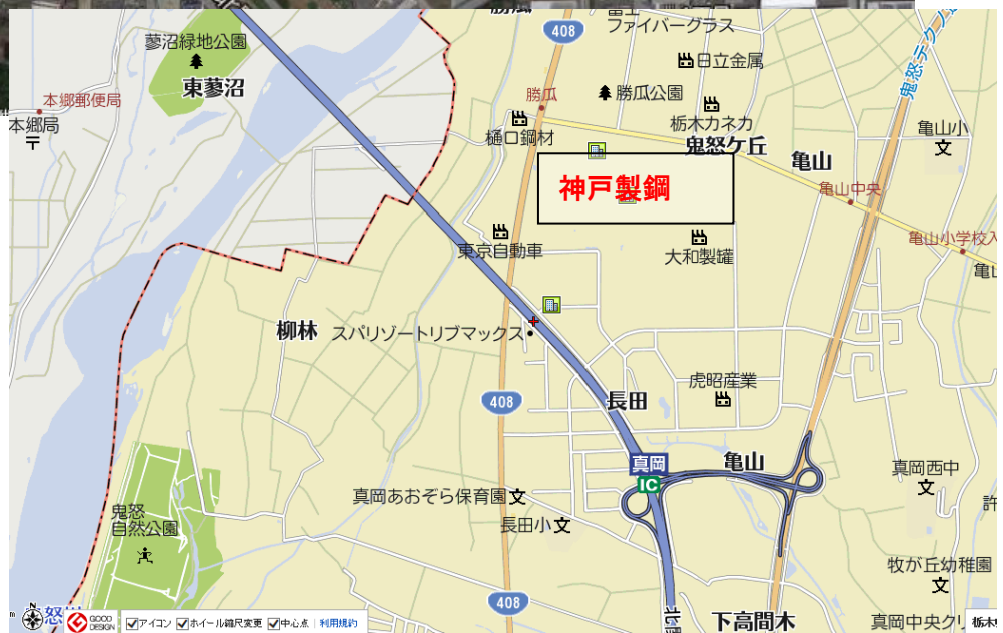 408
ファイバーグラス
蓼沼緑地公園
東蓼沼
日立金属
本郷郵便局
勝瓜
勝瓜公園
栃木カネカ
本郷局
樋口鋼材
鬼怒ケ丘
亀山小
亀山
神戸製鋼
亀山中央
亀山小学校入
東京自動車
大和製罐
柳林
スパリゾートリブマックス
虎昭産業
408
長田
真岡
IC
亀山
真岡西中
真岡あおぞら保育園
鬼怒
自然公園
長田小
牧が丘幼稚園
408
下高間木
真岡中央クリ
GOOD
DESIGN
アイコン
ホイール縮尺変更
中心点
利用規約